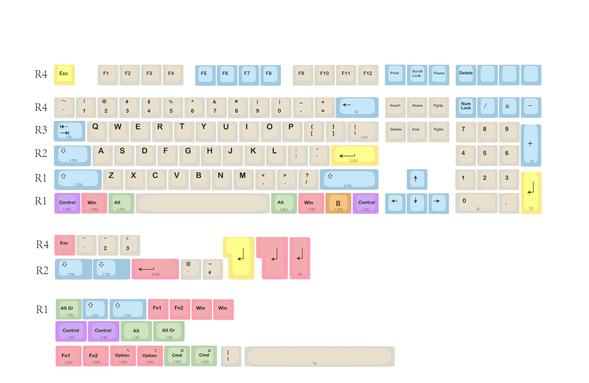 R4 Esc F1 F2 F3 F4 F5 F6 F7 F8 F9 F10 F11 F12 Print Scroll Lock Pause Delete
R4 ~ ! 1 @ 2 # 3 $ 4 % 5 ^ 6 & 7 * 8 ( 9 ) 0 _ - + = ← Insert Home PgUp Num Lock / * -
R3 Q W E R T Y U I O P { [ } ] | \ Delete End PgDn 7 8 9 +
R2 A S D F G H J K L : ; 4 5 6
R1 ⇧ Z X C V B N M < , > . ? / ⇧ ↑ 1 2 3
R1 Control Win Alt Alt Win Control ← ↓ → 0 .
R4 Esc 2 3
R2 ⇧ ⇧ @ ~ #
R1 Alt Gr ⇧ ⇧ Fn1 Fn2 Win Win
Control Control Alt Alt Gr
Fn1 Fn2 Option Option Cmd Cmd | \